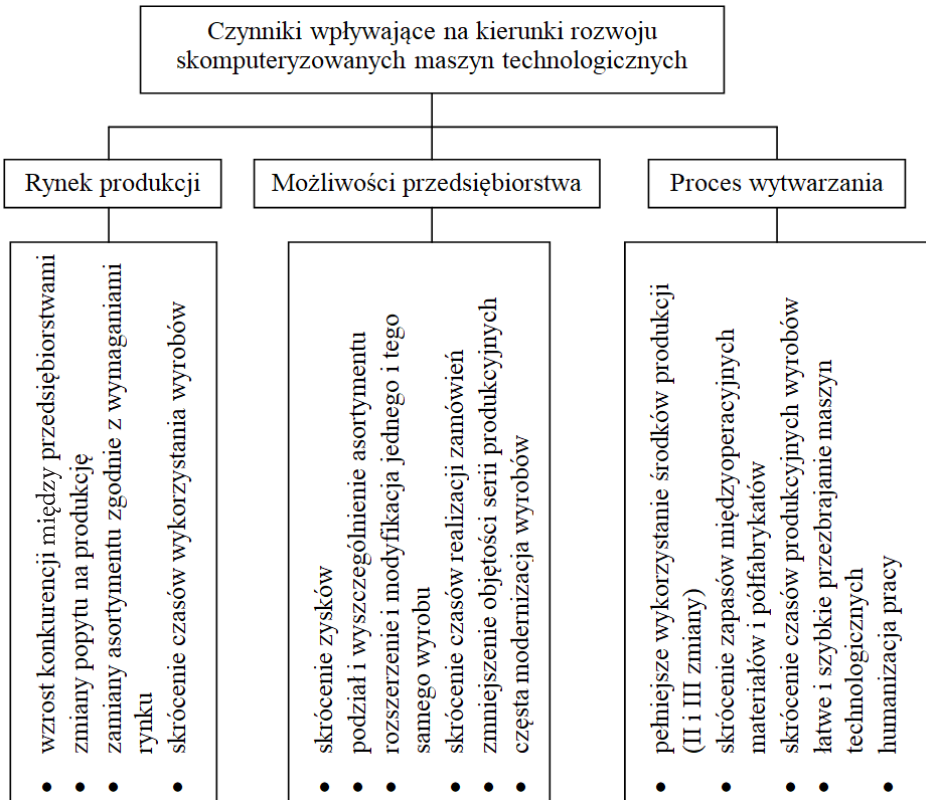 Czynniki wpływające na kierunki rozwoju
skomputeryzowanych maszyn technologicznych
Rynek produkcji
Możliwości przedsiębiorstwa
Proces wytwarzania
• wzrost konkurencji między przedsiębiorstwami
• zmiany popytu na produkcję
• zamiany asortymentu zgodnie z wymaganiami
rynku
• skrócenie czasów wykorzystania wyrobów
• skrócenie zysków
• podział i wyszczególnienie asortymentu
• rozszerzenie i modyfikacja jednego i tego
samego wyrobu
• skrócenie czasów realizacji zamówień
• zmniejszenie objętości serii produkcyjnych
• częsta modernizacja wyrobów
• pełniejsze wykorzystanie środków produkcji
(II i III zmiany)
• skrócenie zapasów międzyoperacyjnych
materiałów i półfabrykatów
• skrócenie czasów produkcyjnych wyrobów
• łatwe i szybkie przezbrajanie maszyn
technologicznych
• humanizacja pracy